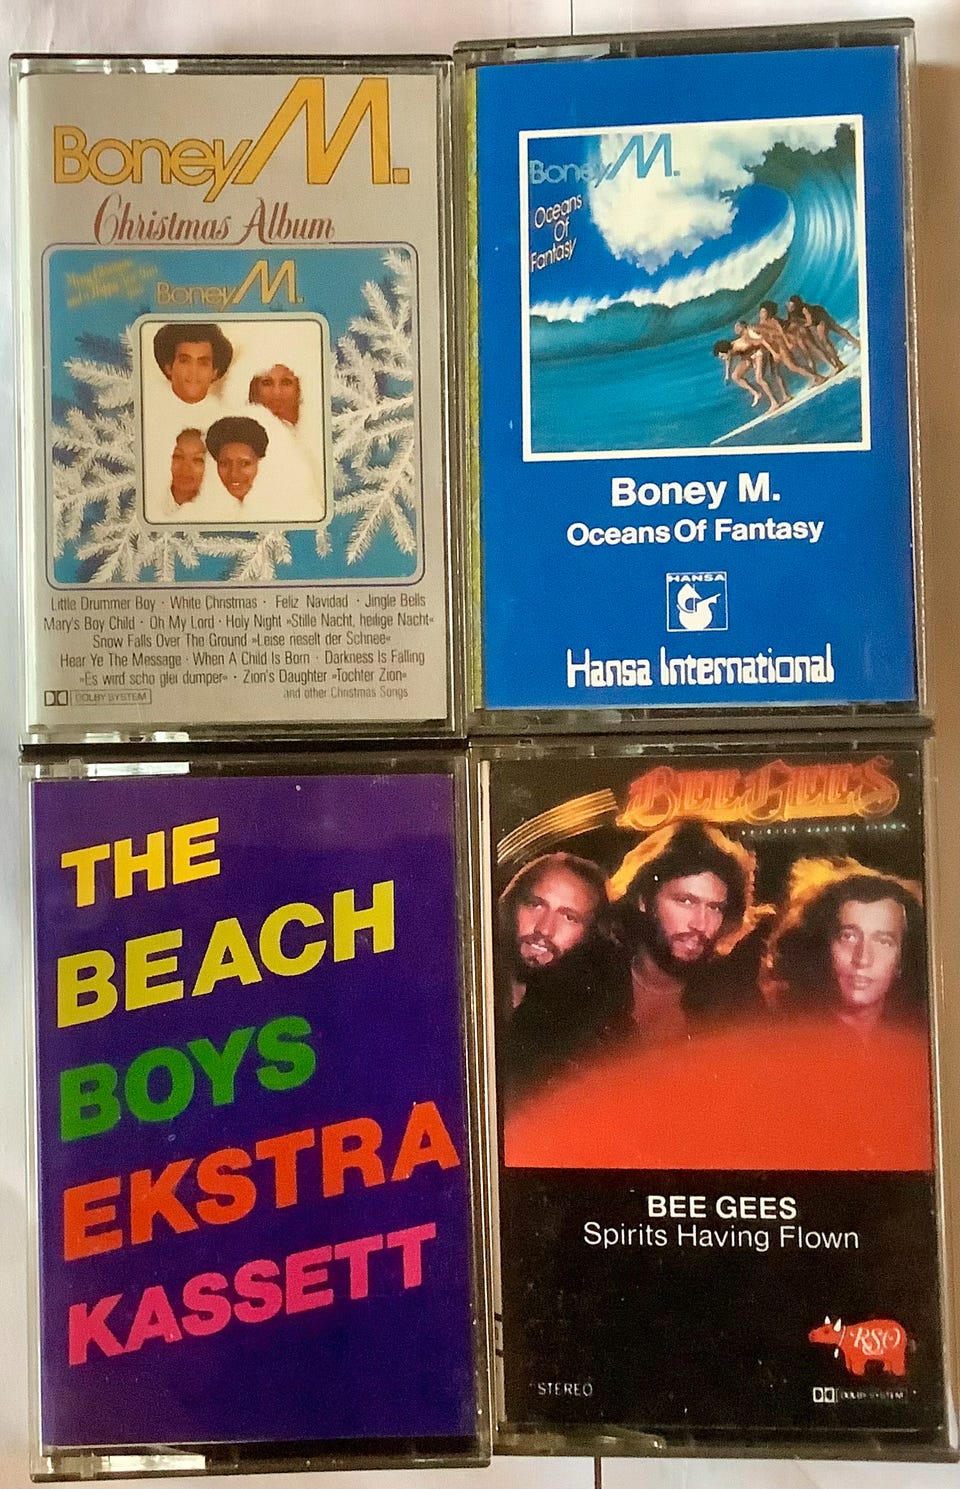 Boney M.
Christmas Album
Boney M.
Little Drummer Boy · White Christmas · Feliz Navidad · Jingle Bells
Mary's Boy Child · Oh My Lord · Holy Night »Stille Nacht, heilige Nacht«
Snow Falls Over The Ground »Leise rieselt der Schnee«
Hear Ye The Message · When A Child Is Born · Darkness Is Falling
»Es wird scho glei dumper« · Zion's Daughter »Tochter Zion«
and other Christmas Songs
DOLBY SYSTEM
Boney M.
Oceans
Of
Fantasy
Boney M.
Oceans Of Fantasy
HANSA
Hansa International
THE
BEACH
BOYS
EKSTRA
KASSETT
BEE GEES
SPIRITS HAVING FLOWN
BEE GEES
Spirits Having Flown
RSO
STEREO
DOLBY SYSTEM